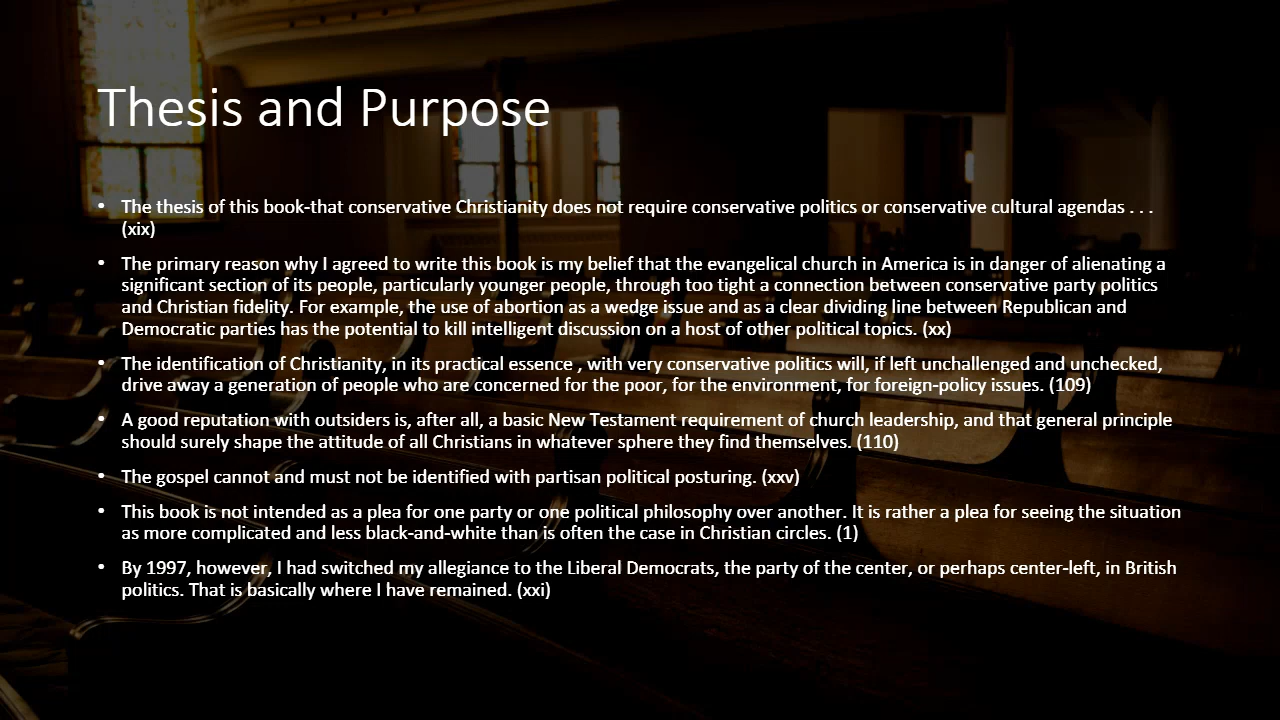 Thesis and Purpose
• The thesis of this book-that conservative Christianity does not require conservative politics or conservative cultural agendas . . .
(xix)
• The primary reason why I agreed to write this book is my belief that the evangelical church in America is in danger of alienating a
significant section of its people, particularly younger people, through too tight a connection between conservative party politics
and Christian fidelity. For example, the use of abortion as a wedge issue and as a clear dividing line between Republican and
Democratic parties has the potential to kill intelligent discussion on a host of other political topics. (xx)
• The identification of Christianity, in its practical essence , with very conservative politics will, if left unchallenged and unchecked,
drive away a generation of people who are concerned for the poor, for the environment, for foreign-policy issues. (109)
• A good reputation with outsiders is, after all, a basic New Testament requirement of church leadership, and that general principle
should surely shape the attitude of all Christians in whatever sphere they find themselves. (110)
• The gospel cannot and must not be identified with partisan political posturing. (xxv)
• This book is not intended as a plea for one party or one political philosophy over another. It is rather a plea for seeing the situation
as more complicated and less black-and-white than is often the case in Christian circles. (1)
• By 1997, however, I had switched my allegiance to the Liberal Democrats, the party of the center, or perhaps center-left, in British
politics. That is basically where I have remained. (xxi)